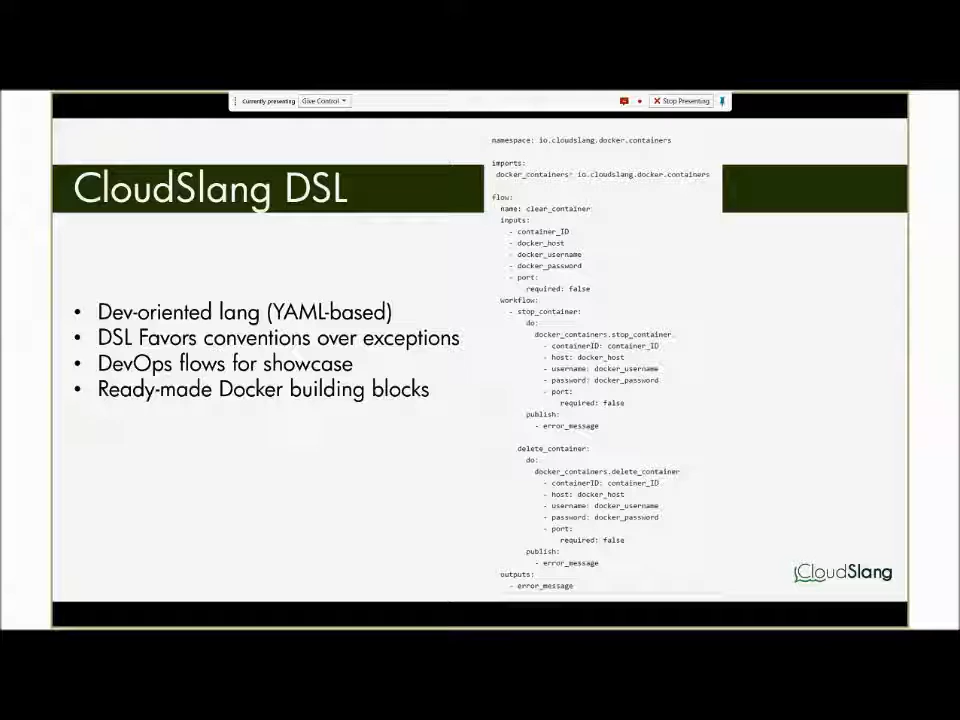 Currently presenting Give Control
Stop Presenting
CloudSlang DSL
• Dev-oriented lang (YAML-based)
• DSL Favors conventions over exceptions
• DevOps flows for showcase
• Ready-made Docker building blocks
namespace: io.cloudslang.docker.containers
imports:
docker_containers: io.cloudslang.docker.containers
flow:
name: clear_container
inputs:
- container_ID
- docker_host
- docker_username
- docker_password
- port:
required: false
workflow:
- stop_container:
do:
docker_containers.stop_container:
- containerID: container_ID
- host: docker_host
- username: docker_username
- password: docker_password
- port:
required: false
publish:
- error_message
delete_container:
do:
docker_containers.delete_container
- containerID: container_ID
- host: docker_host
- username: docker_username
- password: docker_password
- port:
required: false
publish:
- error_message
outputs:
- error_message
CloudSlang